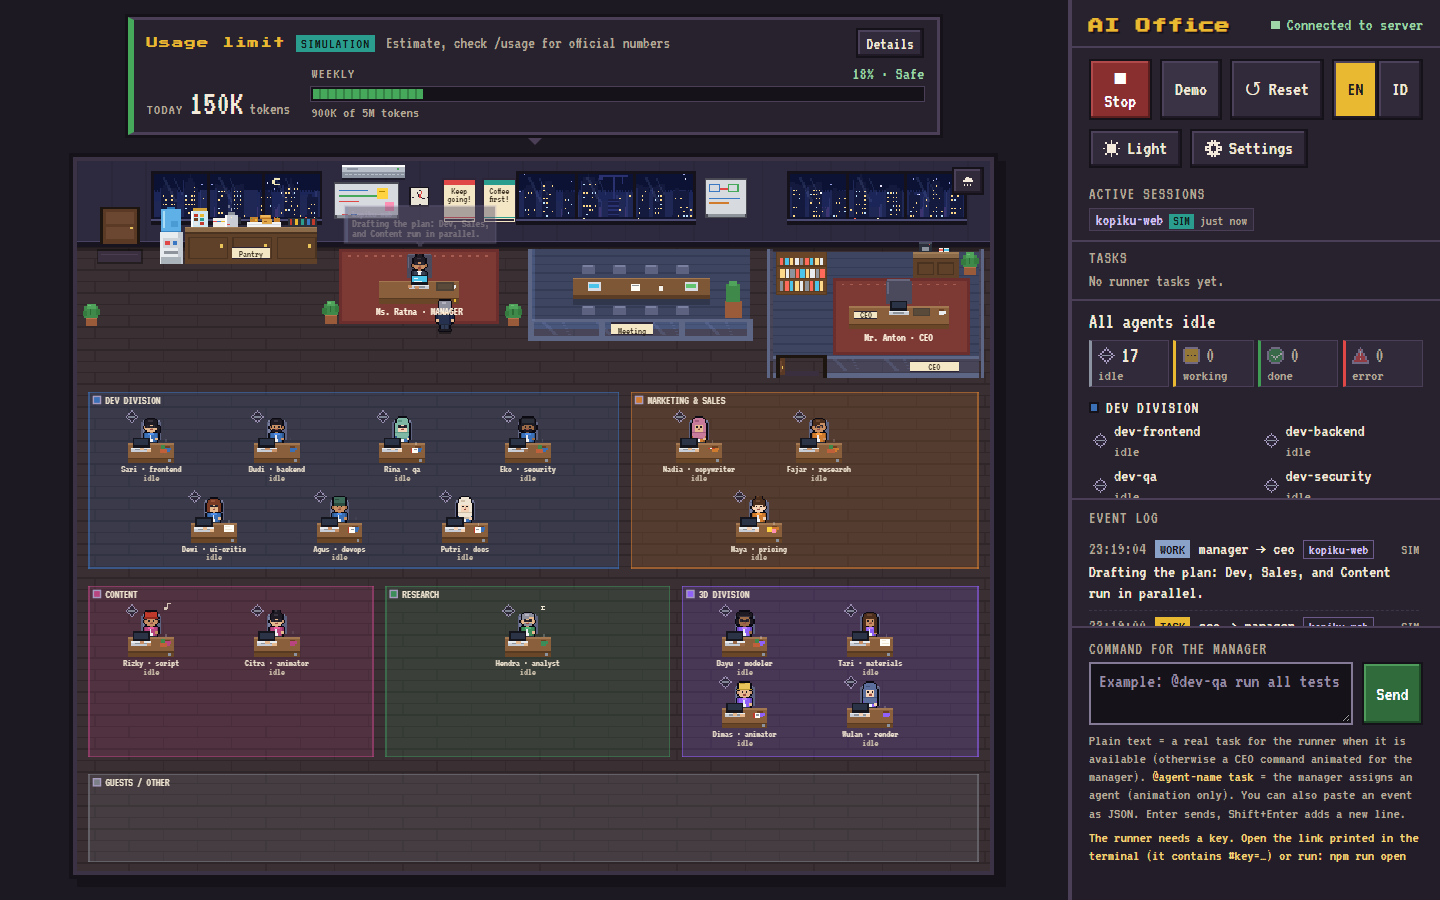 Usage limit SIMULATION Estimate, check /usage for official numbers Details
WEEKLY 18% · Safe
TODAY 150K tokens
900K of 5M tokens
Keep going!
Coffee first!
Drafting the plan: Dev, Sales,
and Content run in parallel.
Pantry
Ms. Ratna · MANAGER
Meeting
CEO
Mr. Anton · CEO
CEO
DEV DIVISION
Sari · frontend
idle
Budi · backend
idle
Rina · qa
idle
Eko · security
idle
Dewi · ui-critic
idle
Agus · devops
idle
Putri · docs
idle
MARKETING & SALES
Nadia · copywriter
idle
Fajar · research
idle
Maya · pricing
idle
CONTENT
Rizky · script
idle
Citra · animator
idle
RESEARCH
Hendra · analyst
idle
3D DIVISION
Bayu · modeler
idle
Tari · materials
idle
Dimas · animator
idle
Wulan · render
idle
GUESTS / OTHER
AI Office Connected to server
Stop Demo Reset EN ID
Light Settings
ACTIVE SESSIONS
kopiku-web SIM just now
TASKS
No runner tasks yet.
All agents idle
17 idle
0 working
0 done
0 error
DEV DIVISION
dev-frontend
idle
dev-backend
idle
dev-qa
idle
dev-security
idle
EVENT LOG
23:19:04 WORK manager → ceo kopiku-web SIM
Drafting the plan: Dev, Sales, and Content
run in parallel.
23:19:00 TASK ceo → manager kopiku-web SIM
COMMAND FOR THE MANAGER
Example: @dev-qa run all tests
Send
Plain text = a real task for the runner when it is
available (otherwise a CEO command animated for the
manager). @agent-name task = the manager assigns an
agent (animation only). You can also paste an event
as JSON. Enter sends, Shift+Enter adds a new line.
The runner needs a key. Open the link printed in the
terminal (it contains #key=…) or run: npm run open